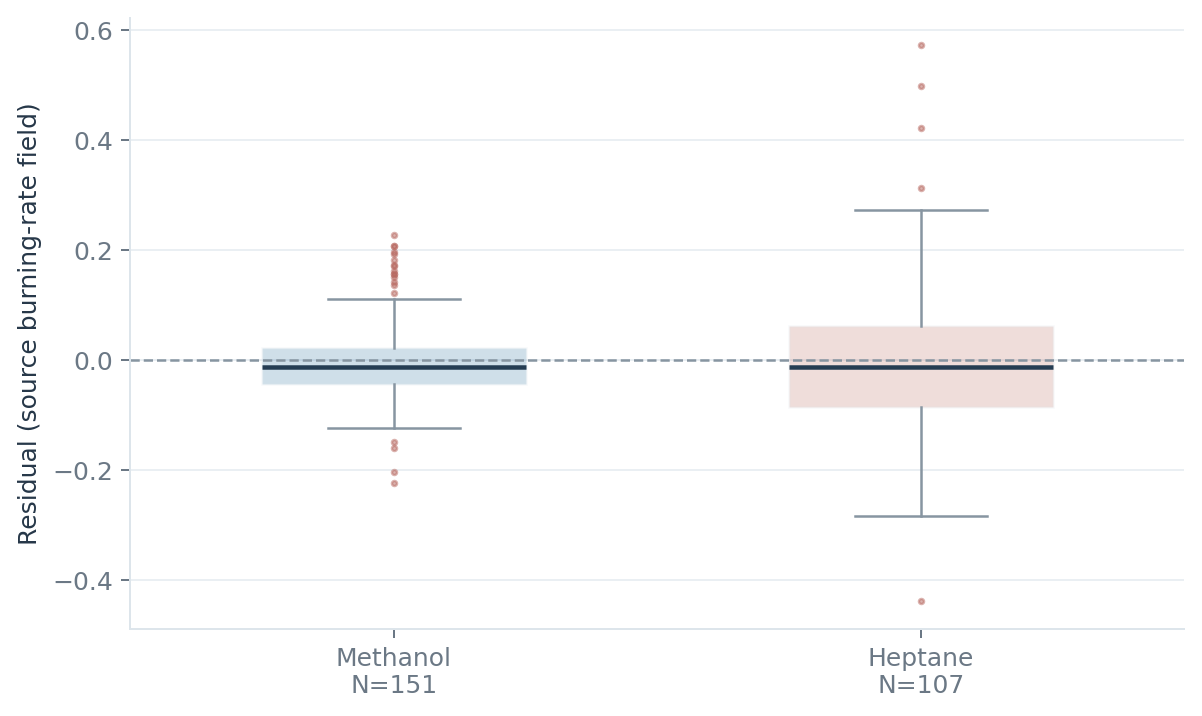 Residual (source burning-rate field)
0.6
0.4
0.2
0.0
−0.2
−0.4
Methanol
N=151
Heptane
N=107